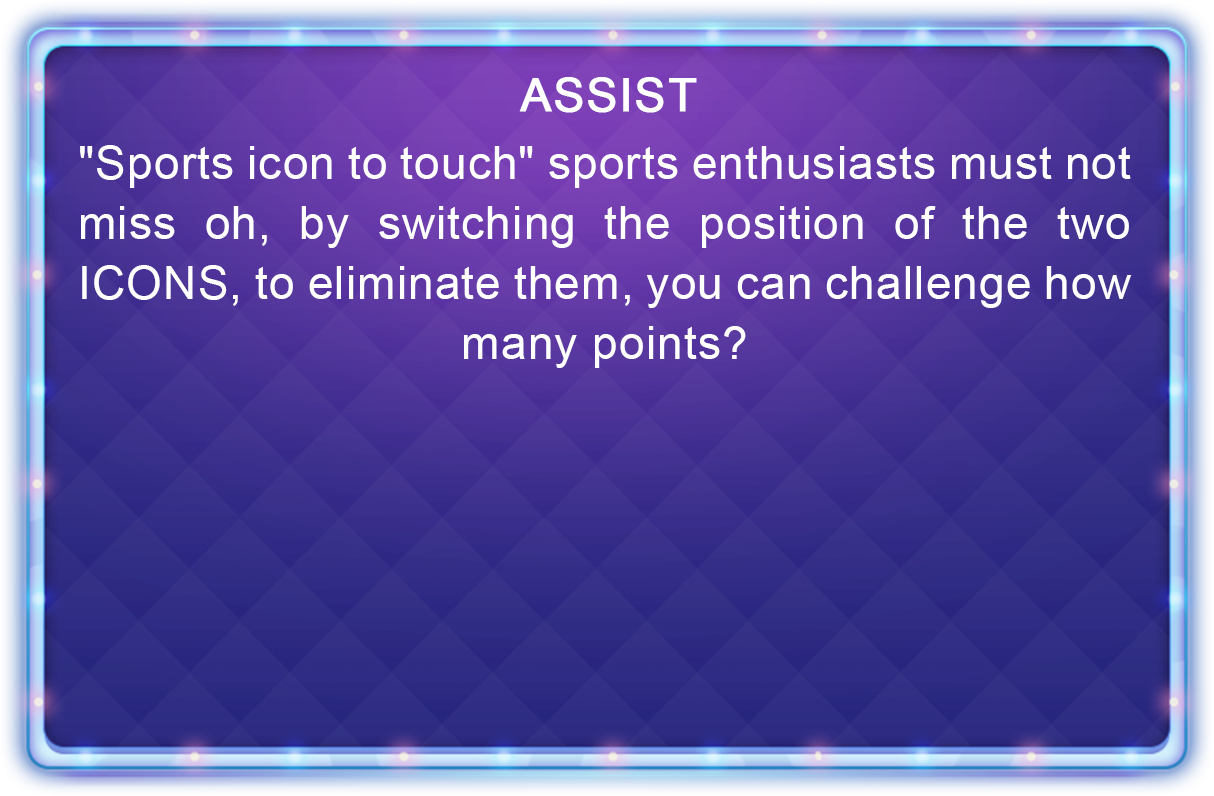 ASSIST
"Sports icon to touch" sports enthusiasts must not
miss oh, by switching the position of the two
ICONS, to eliminate them, you can challenge how
many points?